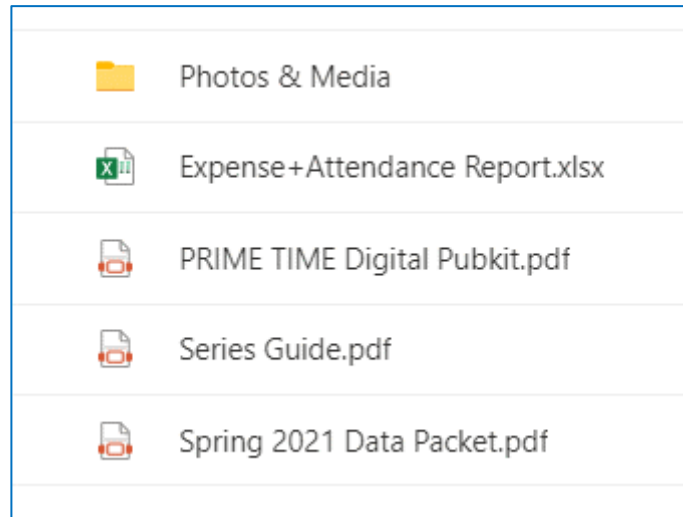 Photos & Media
Expense+Attendance Report.xlsx
PRIME TIME Digital Pubkit.pdf
Series Guide.pdf
Spring 2021 Data Packet.pdf